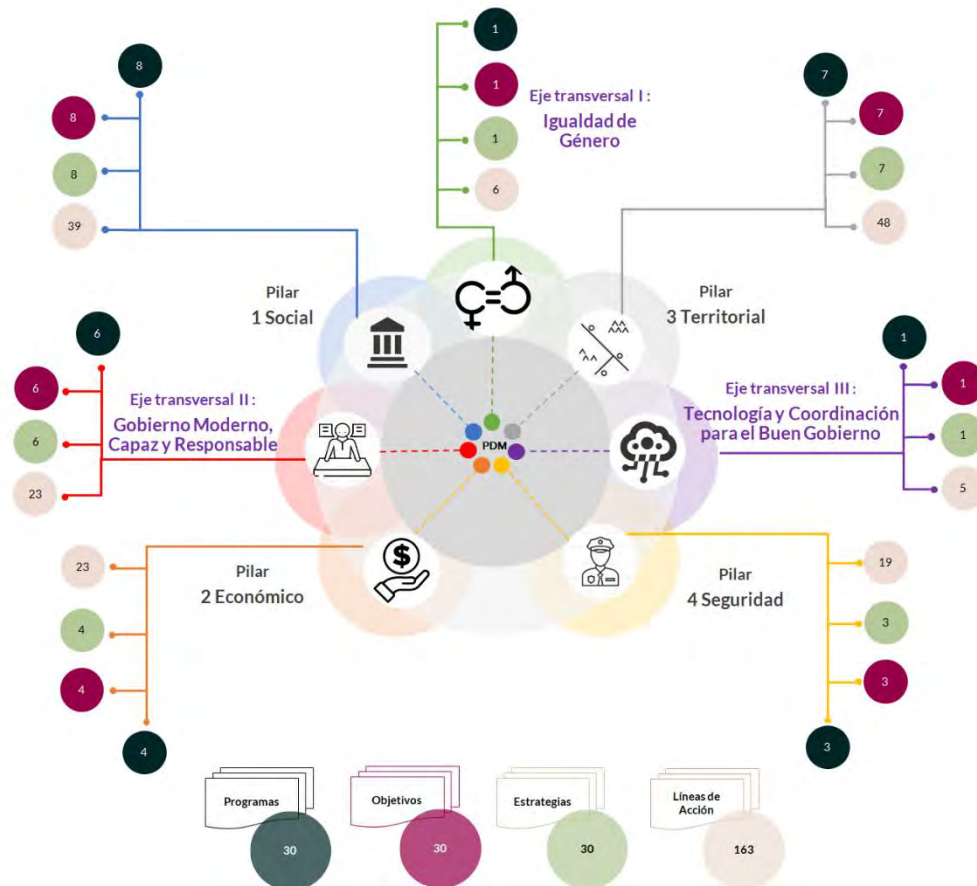 1
8
7
1
7
8
Eje transversal I :
Igualdad de
Género
1
7
8
6
39
48
Pilar
1 Social
Pilar
3 Territorial
6
1
6
1
Eje transversal II :
Gobierno Moderno,
Capaz y Responsable
Eje transversal III :
Tecnología y Coordinación
para el Buen Gobierno
6
1
PDM
23
5
$
23
19
Pilar
2 Económico
Pilar
4 Seguridad
4
3
4
3
4
3
Programas
Objetivos
Estrategias
Líneas de
Acción
30
30
30
163